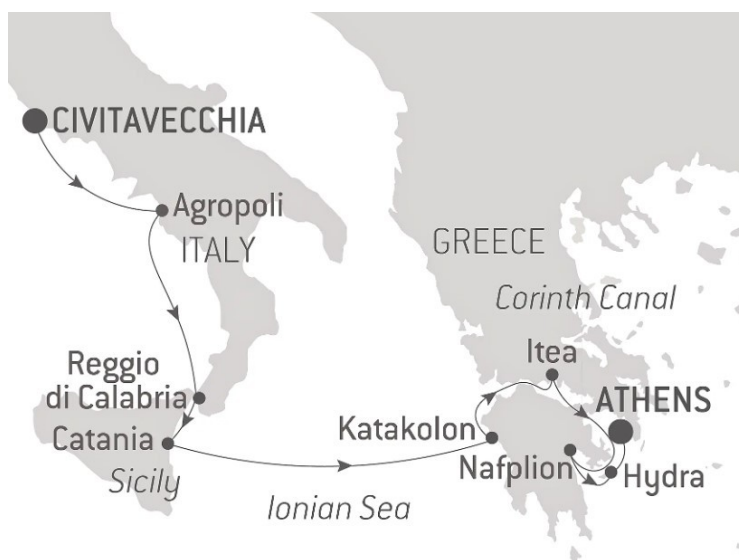 CIVITAVECCHIA
Agropoli
ITALY
GREECE
Corinth Canal
Itea
Reggio
di Calabria
ATHENS
Catania
Katakolon
Nafplion
Hydra
Sicily
Ionian Sea